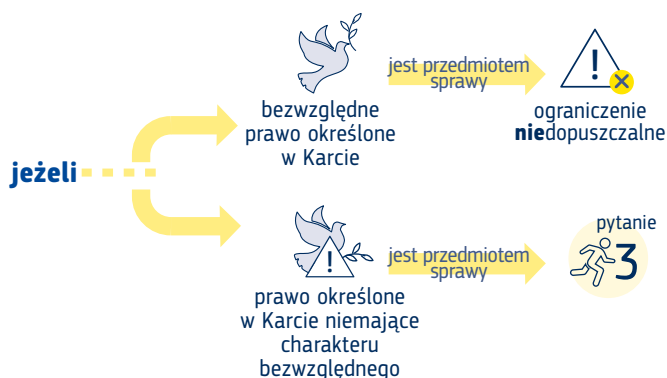 jeżeli
bezwzględne
prawo określone
w Karcie
jest przedmiotem
sprawy
!
ograniczenie
niedopuszczalne
!
prawo określone
w Karcie niemające
charakteru
bezwzględnego
jest przedmiotem
sprawy
pytanie
3